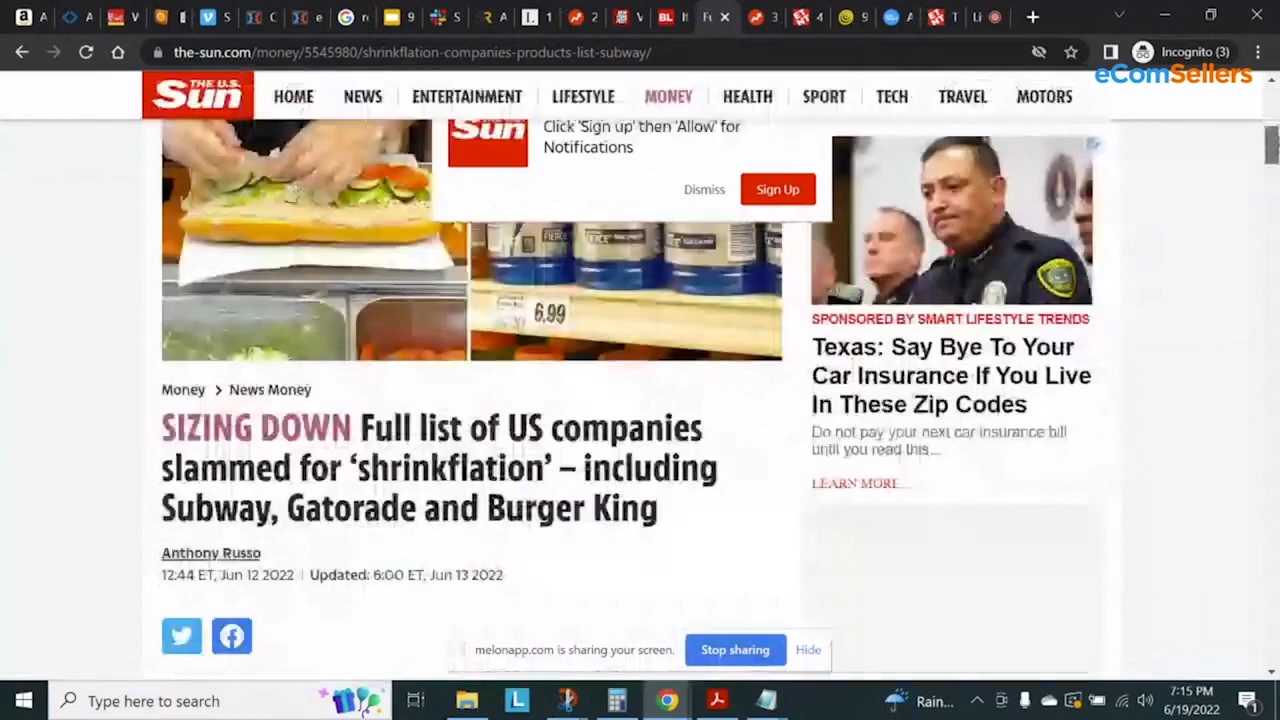 the-sun.com/money/5545980/shrinkflation-companies-products-list-subway/
Incognito (3)
eComSellers
THE U.S.
Sun
HOME
NEWS
ENTERTAINMENT
LIFESTYLE
MONEY
HEALTH
SPORT
TECH
TRAVEL
MOTORS
Sun
Click 'Sign up' then 'Allow' for
Notifications
Dismiss
Sign Up
6.99
Money > News Money
SIZING DOWN Full list of US companies
slammed for ‘shrinkflation’ – including
Subway, Gatorade and Burger King
Anthony Russo
12:44 ET, Jun 12 2022
Updated: 6:00 ET, Jun 13 2022
SPONSORED BY SMART LIFESTYLE TRENDS
Texas: Say Bye To Your
Car Insurance If You Live
In These Zip Codes
Do not pay your next car insurance bill
until you read this...
LEARN MORE...
melonapp.com is sharing your screen.
Stop sharing
Hide
Type here to search
Rain...
7:15 PM
6/19/2022